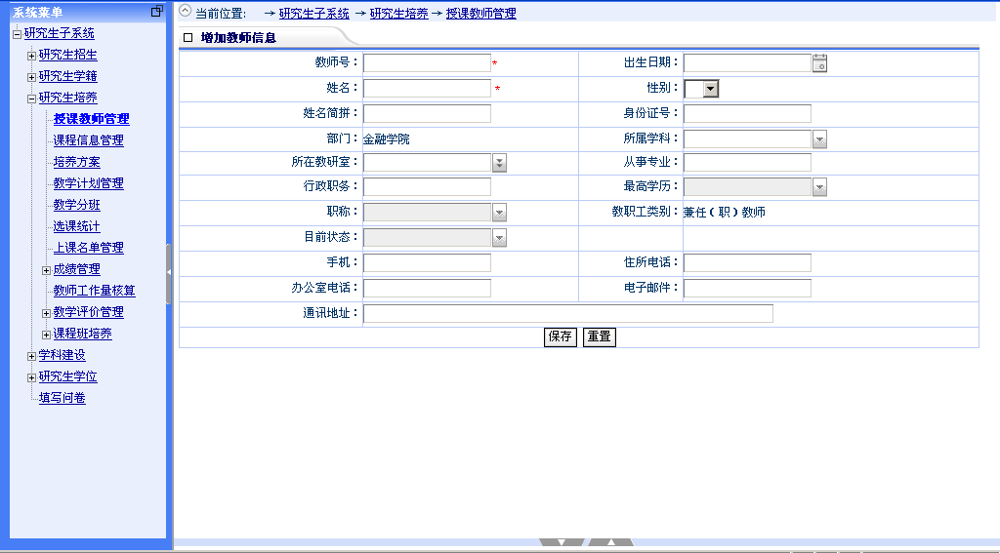 系统菜单
研究生子系统
研究生招生
研究生学籍
研究生培养
授课教师管理
课程信息管理
培养方案
教学计划管理
教学分班
选课统计
上课名单管理
成绩管理
教师工作量核算
教学评价管理
课程班培养
学科建设
研究生学位
填写问卷
当前位置: →研究生子系统 →研究生培养→授课教师管理
增加教师信息
教师号： * 出生日期：
姓名： * 性别：
姓名简拼： 身份证号：
部门：金融学院 所属学科：
所在教研室： 从事专业：
行政职务： 最高学历：
职称： 教职工类别：兼任（职）教师
目前状态：
手机： 住所电话：
办公室电话： 电子邮件：
通讯地址：
保存 重置